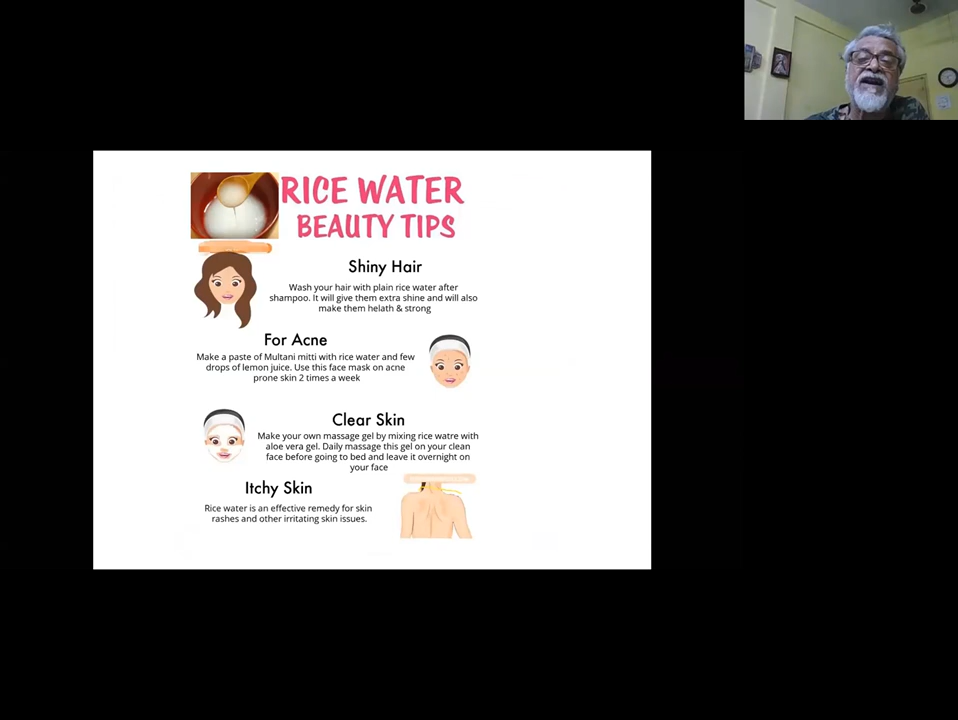 RICE WATER
BEAUTY TIPS
Shiny Hair
Wash your hair with plain rice water after
shampoo. It will give them extra shine and will also
make them helath & strong
For Acne
Make a paste of Multani mitti with rice water and few
drops of lemon juice. Use this face mask on acne
prone skin 2 times a week
Clear Skin
Make your own massage gel by mixing rice watre with
aloe vera gel. Daily massage this gel on your clean
face before going to bed and leave it overnight on
your face
Itchy Skin
Rice water is an effective remedy for skin
rashes and other irritating skin issues.